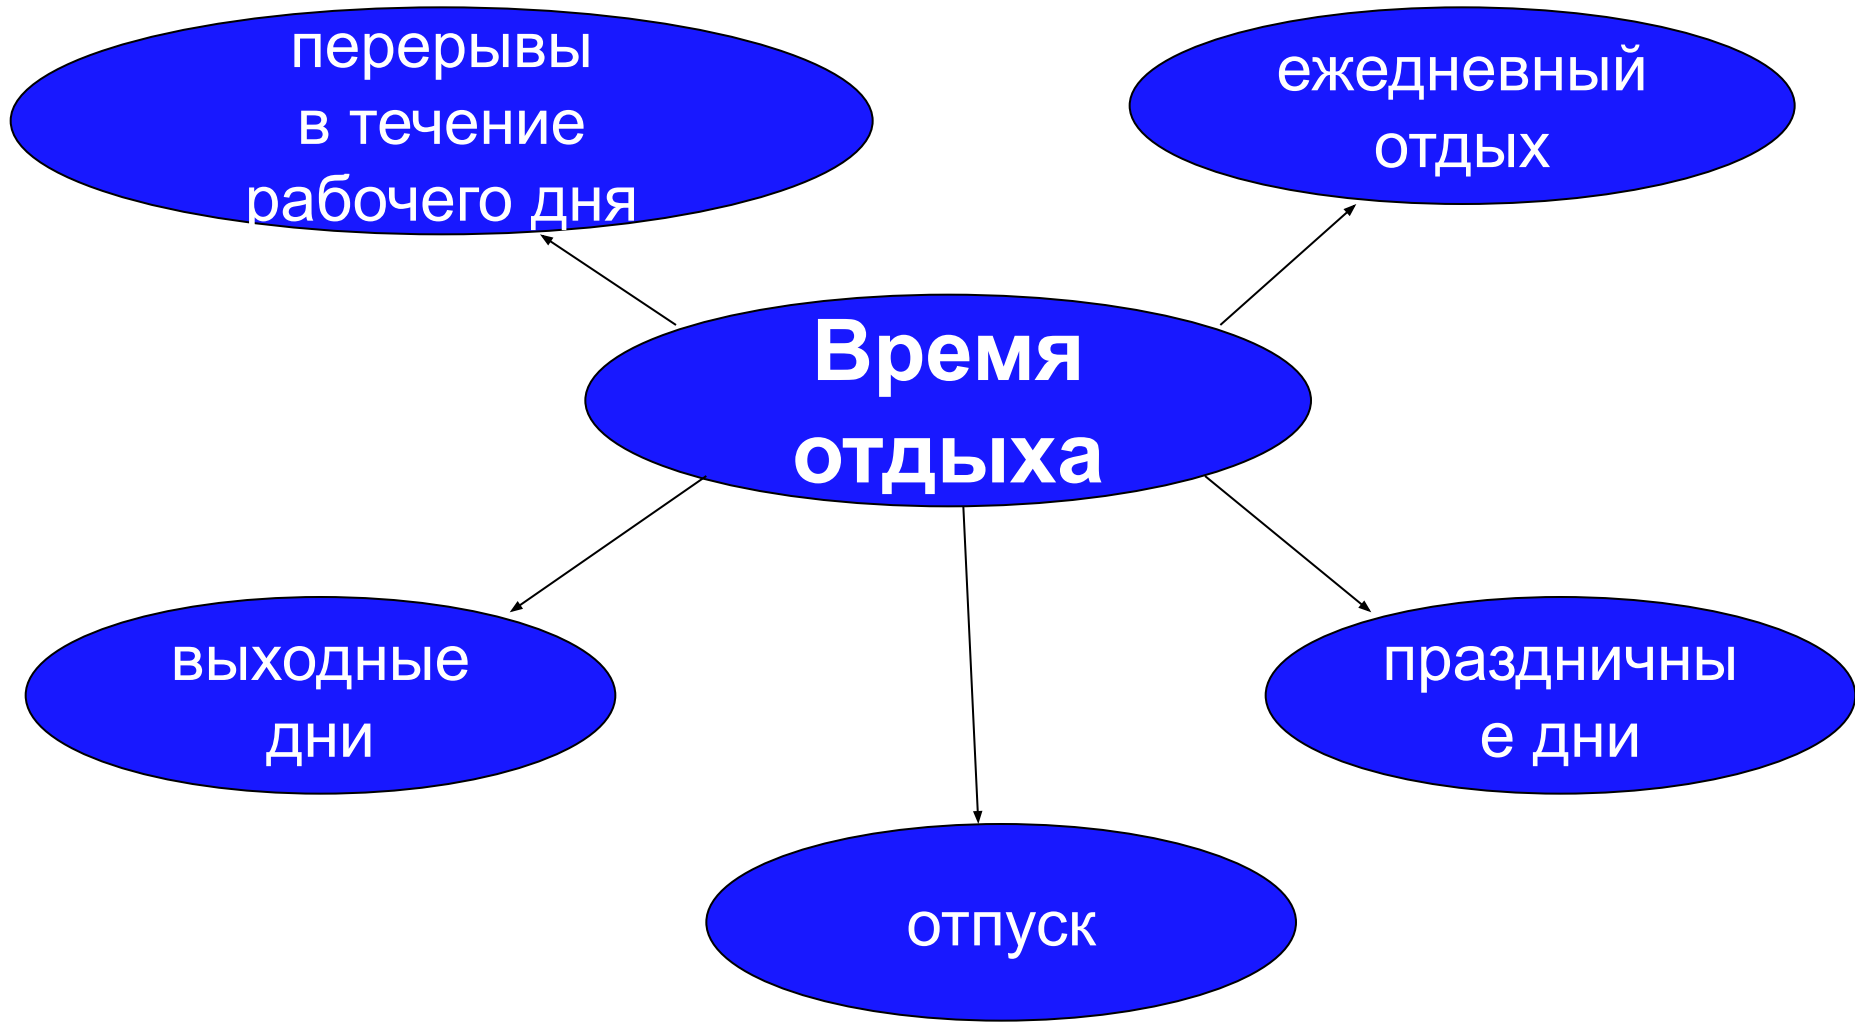 перерывы
в течение
рабочего дня
ежедневный
отдых
Время
отдыха
выходные
дни
праздничны
е дни
отпуск